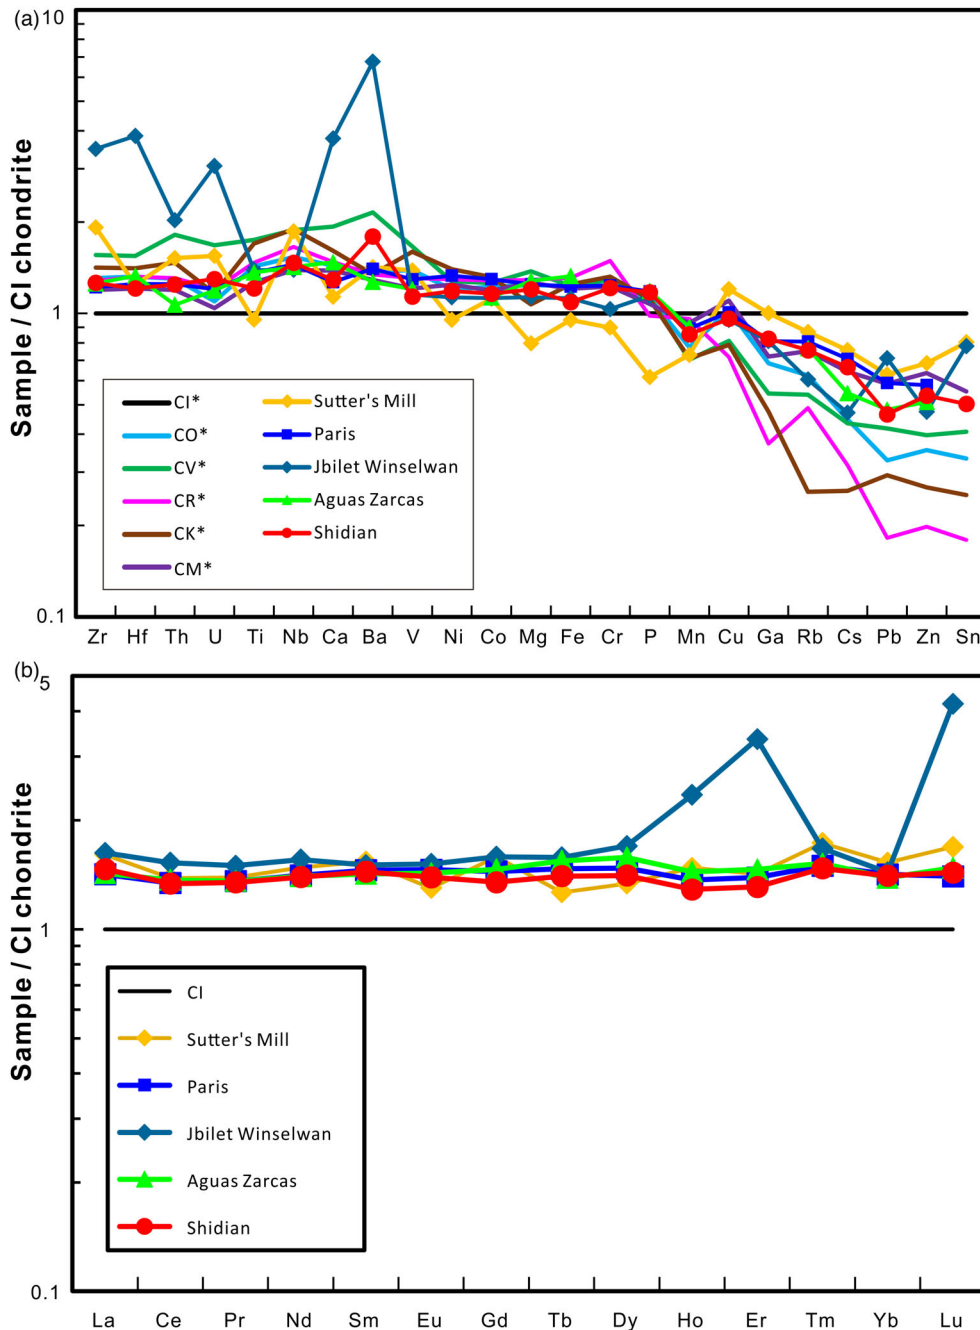 (a)
10
Sample / CI chondrite
1
CI*
CO*
CV*
CR*
CK*
CM*
Sutter's Mill
Paris
Jbilet Winselwan
Aguas Zarcas
Shidian
0.1
Zr Hf Th U Ti Nb Ca Ba V Ni Co Mg Fe Cr P Mn Cu Ga Rb Cs Pb Zn Sn
(b)
5
Sample / CI chondrite
1
CI
Sutter's Mill
Paris
Jbilet Winselwan
Aguas Zarcas
Shidian
0.1
La Ce Pr Nd Sm Eu Gd Tb Dy Ho Er Tm Yb Lu